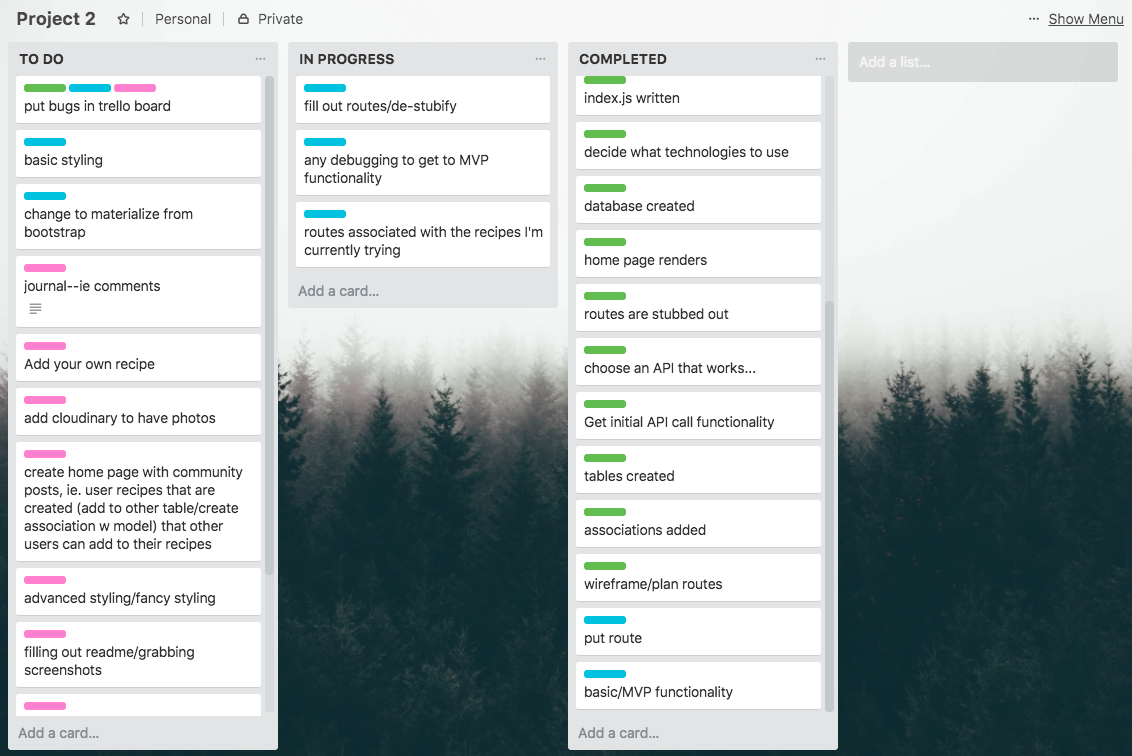 Project 2
Personal
Private
... Show Menu
TO DO
put bugs in trello board
basic styling
change to materialize from
bootstrap
journal--ie comments
Add your own recipe
add cloudinary to have photos
create home page with community
posts, ie. user recipes that are
created (add to other table/create
association w model) that other
users can add to their recipes
advanced styling/fancy styling
filling out readme/grabbing
screenshots
Add a card...
IN PROGRESS
fill out routes/de-stubify
any debugging to get to MVP
functionality
routes associated with the recipes I'm
currently trying
Add a card...
COMPLETED
index.js written
decide what technologies to use
database created
home page renders
routes are stubbed out
choose an API that works...
Get initial API call functionality
tables created
associations added
wireframe/plan routes
put route
basic/MVP functionality
Add a card...
Add a list...